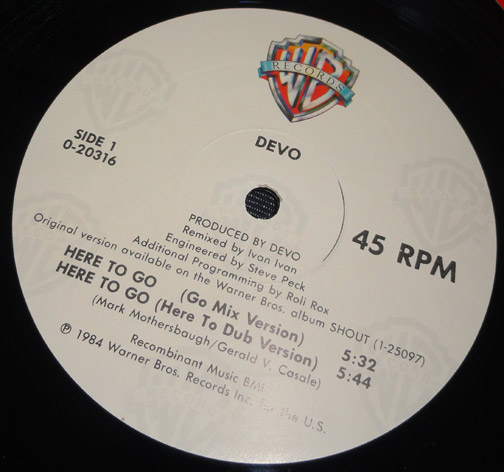 WB
RECORDS
DEVO
SIDE 1
0-20316
45 RPM
PRODUCED BY DEVO
Remixed by Ivan Ivan
Engineered by Steve Peck
Additional Programming by Roli Rox
Original version available on the Warner Bros. album SHOUT (1-25097)
HERE TO GO (Go Mix Version) 5:32
HERE TO GO (Here To Dub Version) 5:44
(Mark Mothersbaugh/Gerald V. Casale)
Recombinant Music BMI
℗ 1984 Warner Bros. Records Inc. for the U.S.